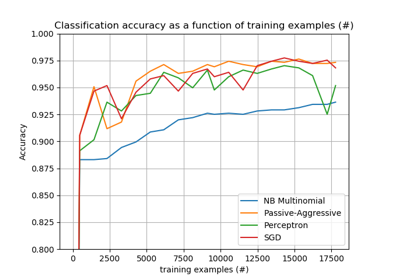 Classification accuracy as a function of training examples (#)
1.000
0.975
0.950
0.925
0.900
0.875
0.850
0.825
0.800
Accuracy
NB Multinomial
Passive-Aggressive
Perceptron
SGD
0 2500 5000 7500 10000 12500 15000 17500
training examples (#)